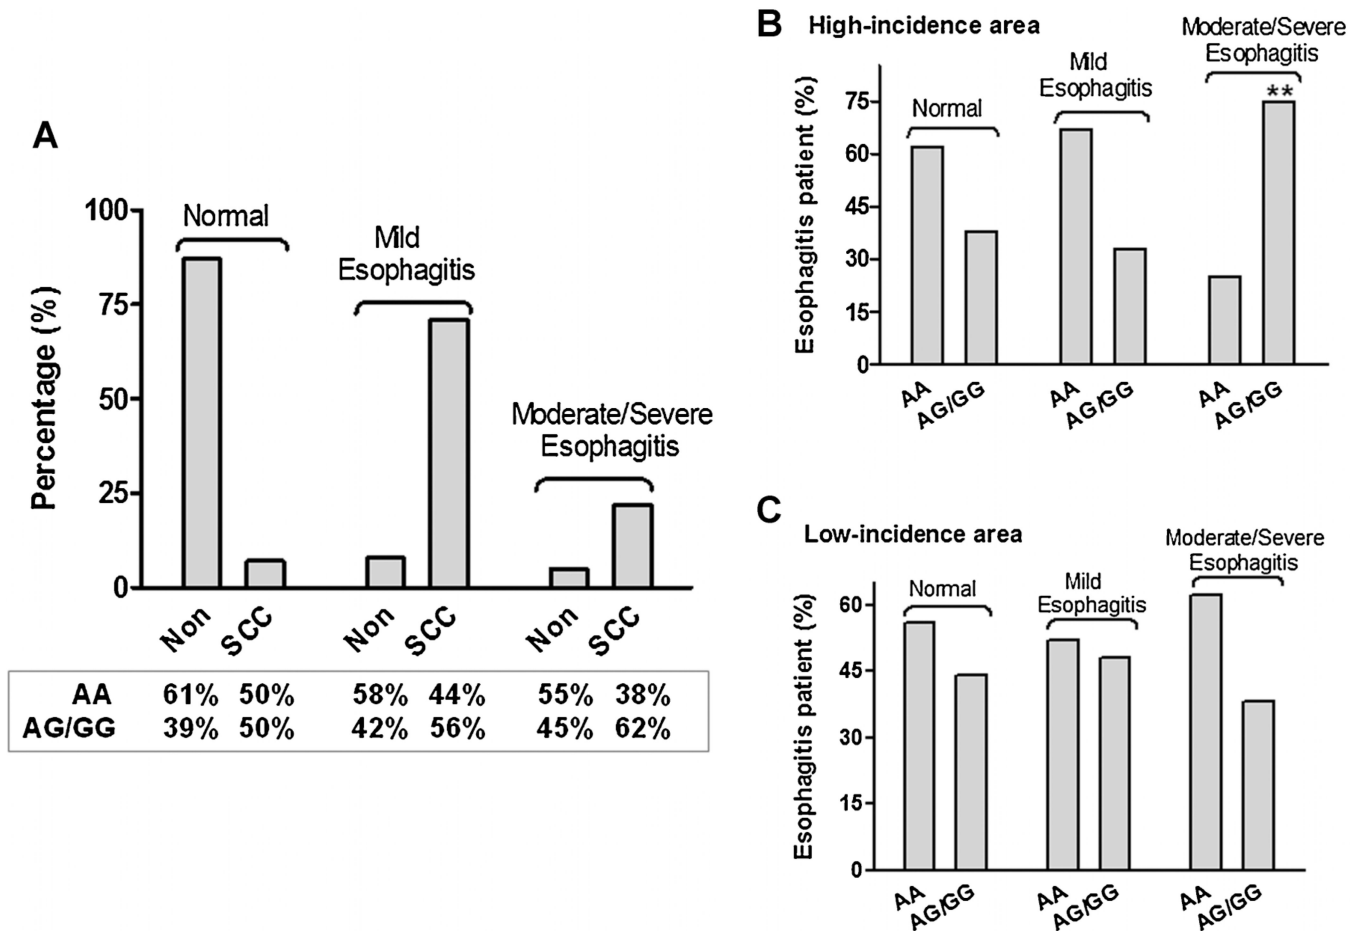 A
Percentage (%)
100
75
50
25
0
Normal
Mild
Esophagitis
Moderate/Severe
Esophagitis
Non SCC Non SCC Non SCC
AA 61% 50% 58% 44% 55% 38%
AG/GG 39% 50% 42% 56% 45% 62%
B High-incidence area
Esophagitis patient (%)
75
60
45
30
15
0
Normal
Mild
Esophagitis
Moderate/Severe
Esophagitis
**
AA AG/GG AA AG/GG AA AG/GG
C Low-incidence area
Esophagitis patient (%)
60
45
30
15
0
Normal
Mild
Esophagitis
Moderate/Severe
Esophagitis
AA AG/GG AA AG/GG AA AG/GG